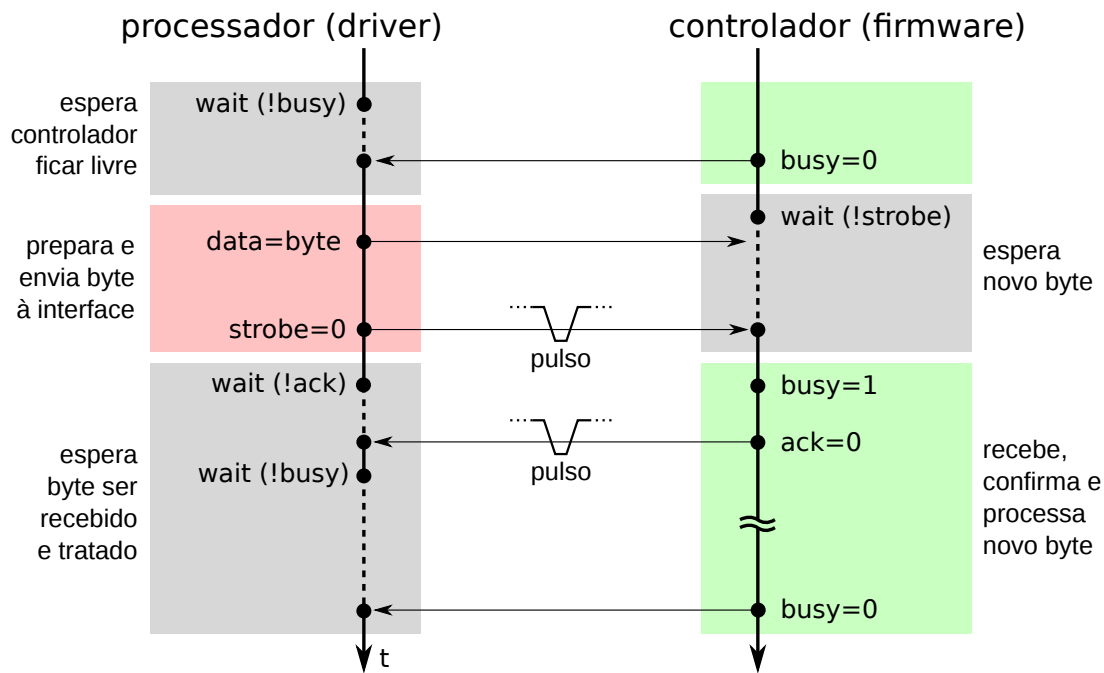 processador (driver)
controlador (firmware)
espera
controlador
ficar livre
wait (!busy)
busy=0
wait (!strobe)
prepara e
envia byte
à interface
data=byte
espera
novo byte
strobe=0
pulso
wait (!ack)
busy=1
ack=0
pulso
espera
byte ser
recebido
e tratado
wait (!busy)
recebe,
confirma e
processa
novo byte
busy=0
t